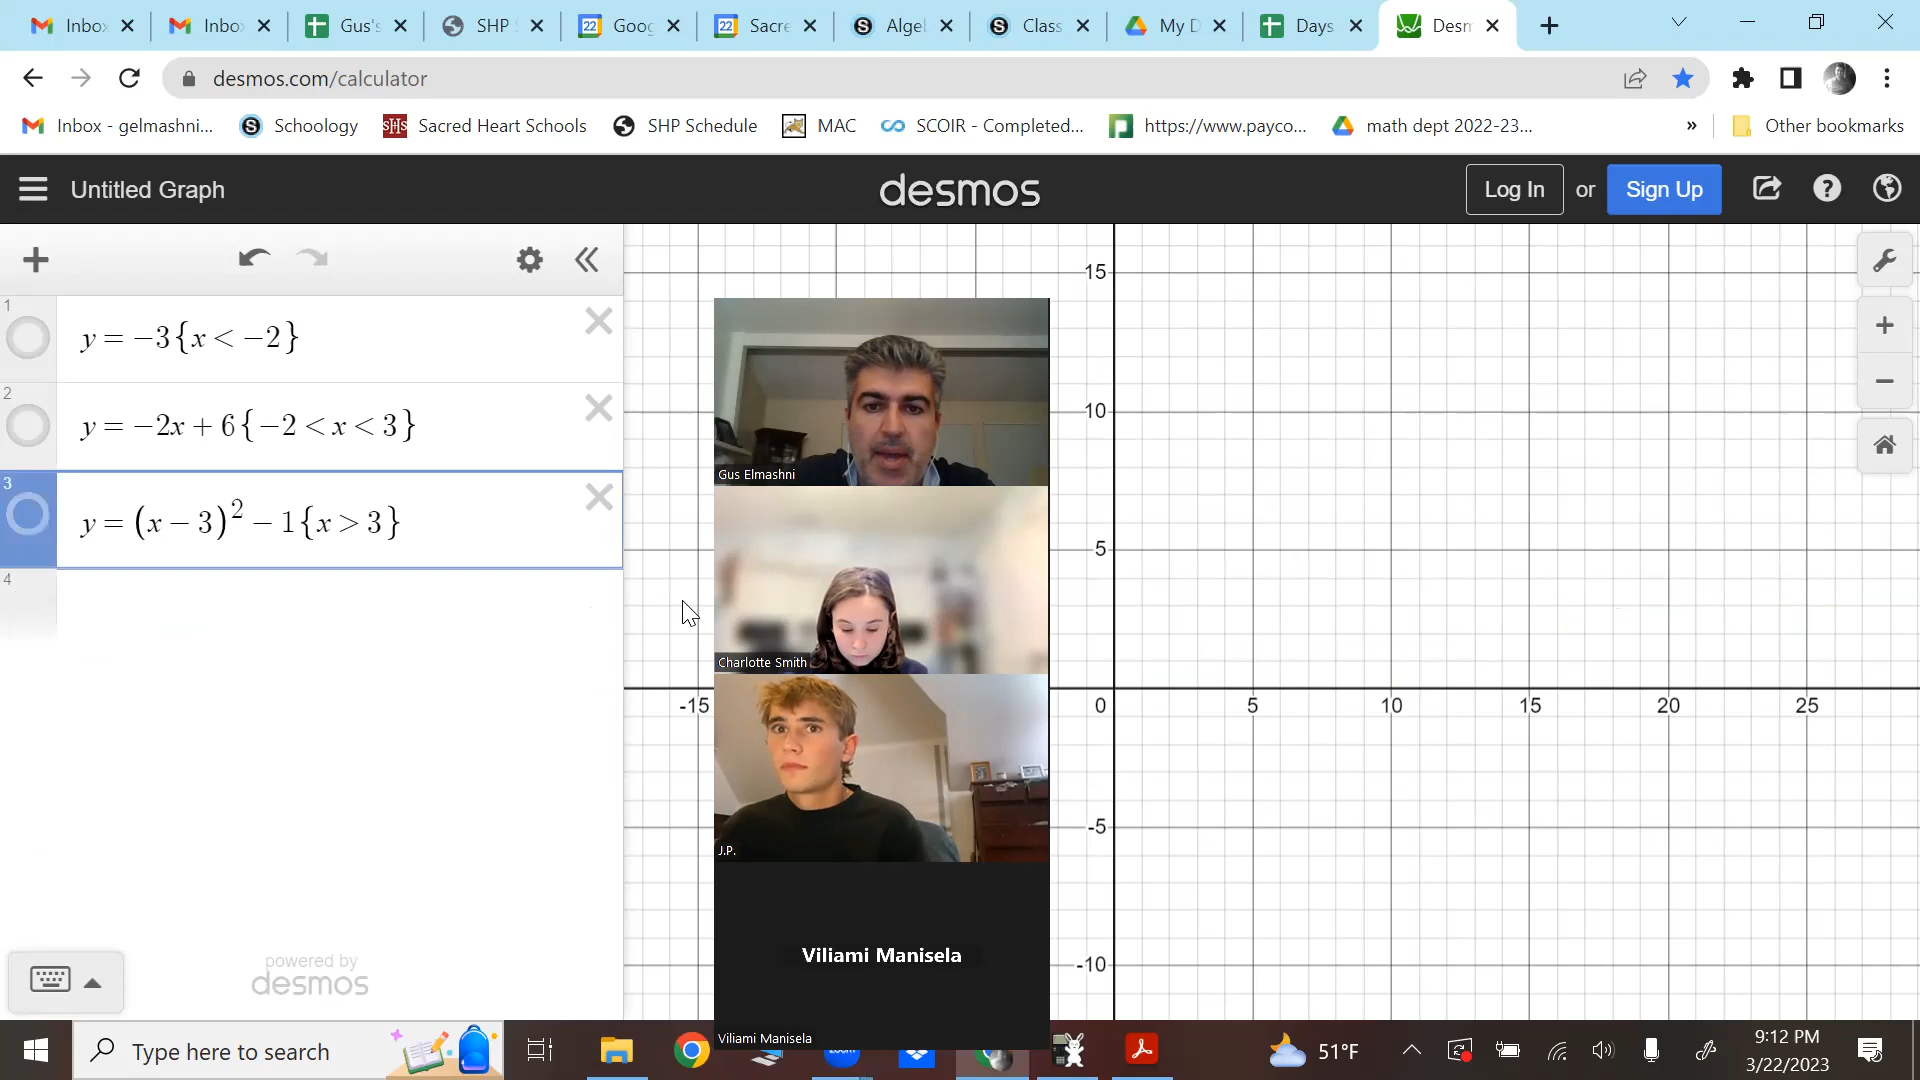 Inbo
Inbo
Gus's
SHP
Goog
Sacre
Algel
Class
My D
Days
Desm
desmos.com/calculator
Inbox - gelmashni...
Schoology
Sacred Heart Schools
SHP Schedule
MAC
SCOIR - Completed...
https://www.payco...
math dept 2022-23...
»
Other bookmarks
Untitled Graph
desmos
Log In
or
Sign Up
1
y = −3{x < −2}
2
y = −2x + 6{−2 < x < 3}
3
y = (x − 3)² − 1{x > 3}
4
powered by
desmos
15
10
5
-15
0
5
10
15
20
25
-5
-10
Gus Elmashni
Charlotte Smith
J.P.
Viliami Manisela
Viliami Manisela
Type here to search
zoom
51°F
9:12 PM
3/22/2023